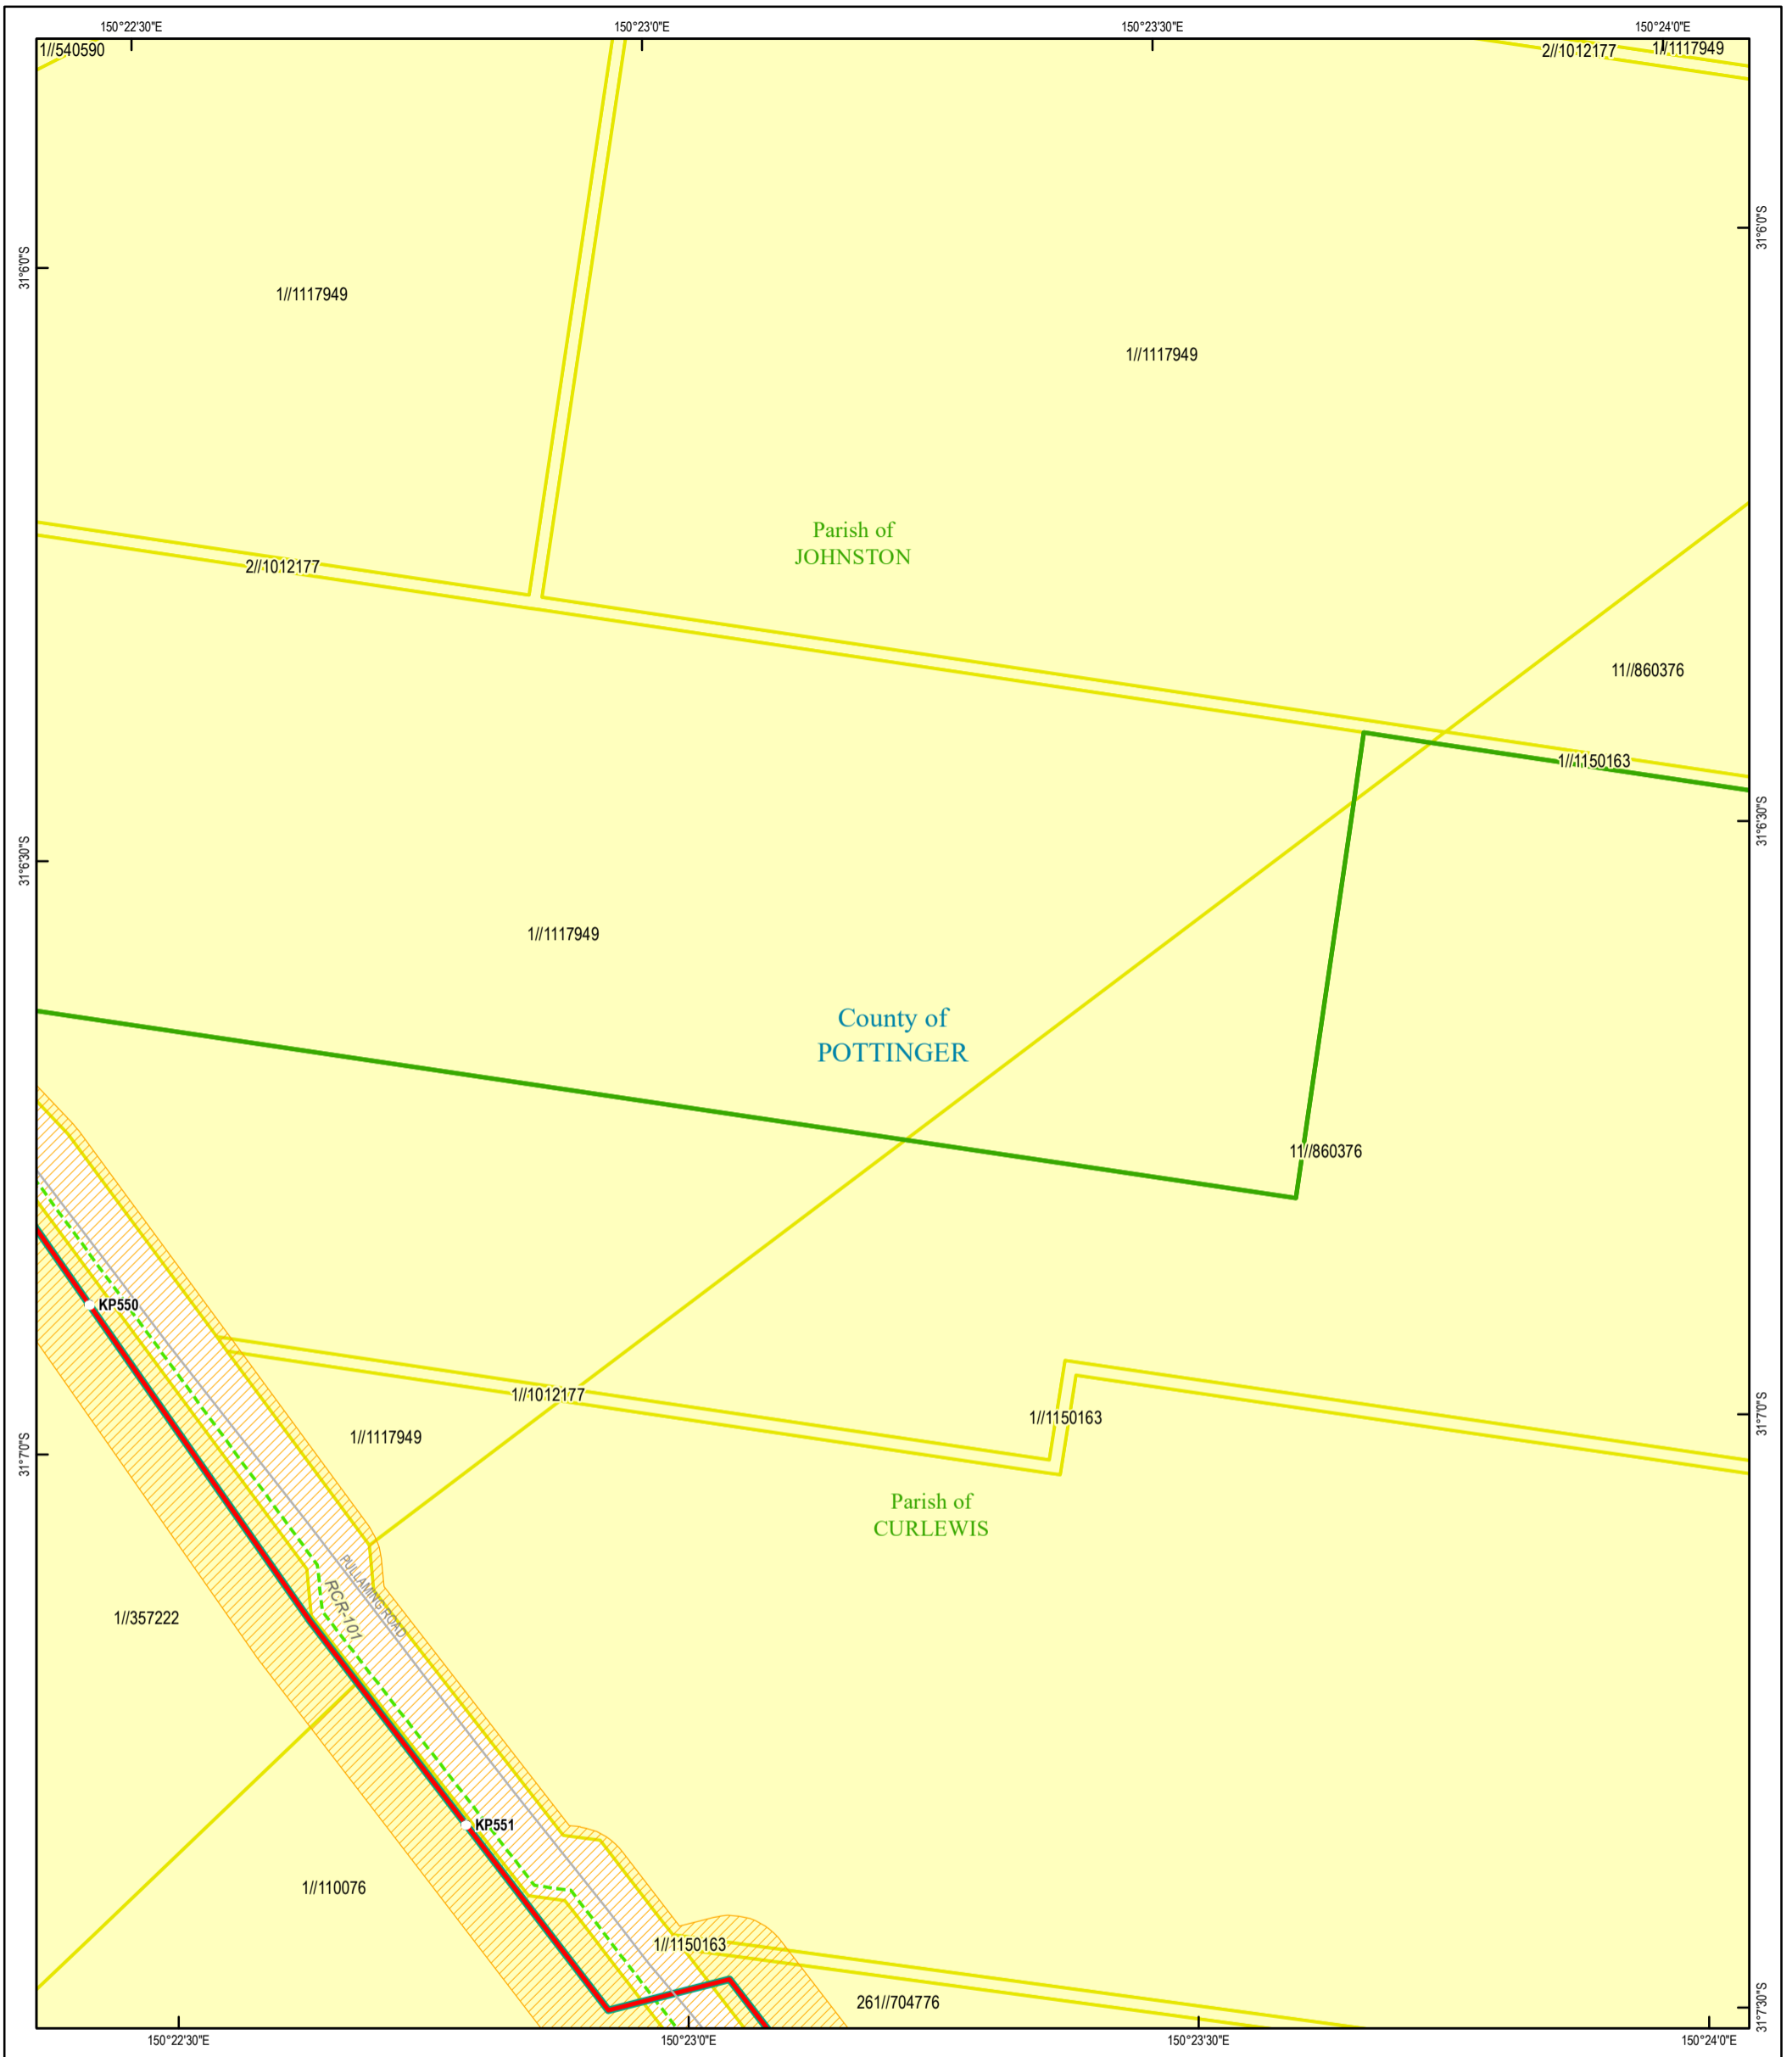 150°22'30"E
150°23'0"E
150°23'30"E
150°24'0"E
1//540590
2//1012177
1//1117949
31°6'0"S
31°6'0"S
1//1117949
1//1117949
Parish of
JOHNSTON
2//1012177
11//860376
1//1150163
31°6'30"S
31°6'30"S
1//1117949
County of
POTTINGER
11//860376
KP550
1//1012177
1//1150163
31°7'0"S
31°7'0"S
1//1117949
Parish of
CURLEWIS
PULLAMING ROAD
RCR-101
1//357222
KP551
1//110076
1//1150163
261//704776
31°7'30"S
150°22'30"E
150°23'0"E
150°23'30"E
150°24'0"E